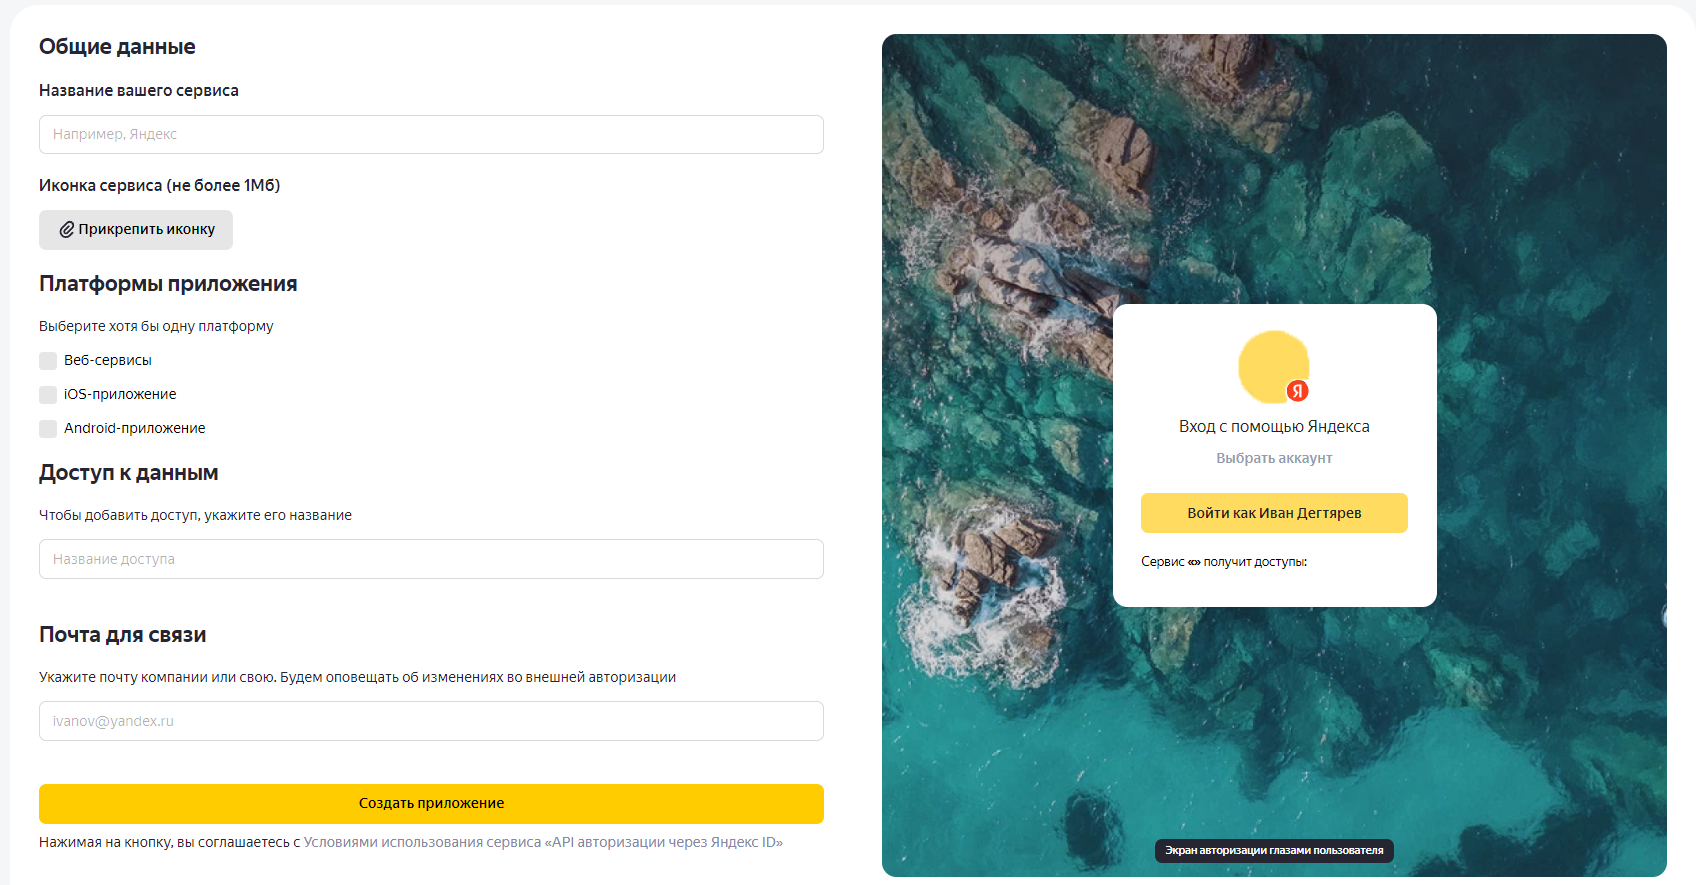 Общие данные
Название вашего сервиса
Например, Яндекс
Иконка сервиса (не более 1Мб)
Прикрепить иконку
Платформы приложения
Выберите хотя бы одну платформу
Веб-сервисы
iOS-приложение
Android-приложение
Доступ к данным
Чтобы добавить доступ, укажите его название
Название доступа
Почта для связи
Укажите почту компании или свою. Будем оповещать об изменениях во внешней авторизации
ivanov@yandex.ru
Создать приложение
Нажимая на кнопку, вы соглашаетесь с Условиями использования сервиса «API авторизации через Яндекс ID»
Я
Вход с помощью Яндекса
Выбрать аккаунт
Войти как Иван Дегтярев
Сервис «» получит доступы:
Экран авторизации глазами пользователя